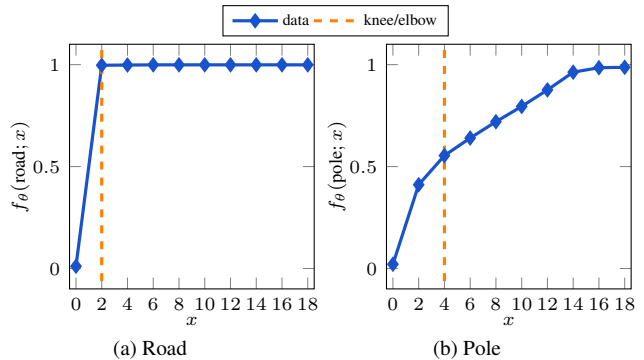 data knee/elbow
1
0.5
0
f_θ(road; x)
0 2 4 6 8 10 12 14 16 18
x
(a) Road
1
0.5
0
f_θ(pole; x)
0 2 4 6 8 10 12 14 16 18
x
(b) Pole